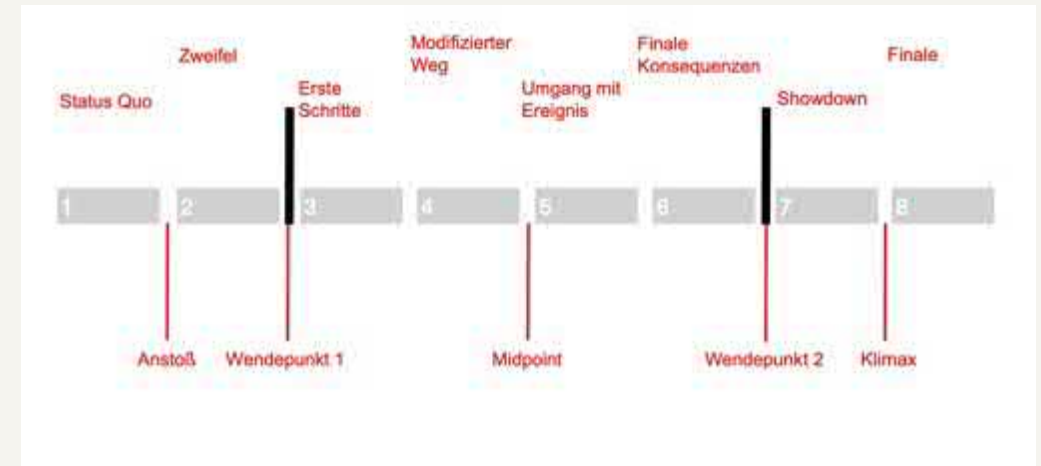 Status Quo
Zweifel
Erste
Schritte
Modifizierter
Weg
Umgang mit
Ereignis
Finale
Konsequenzen
Showdown
Finale
1
2
3
4
5
6
7
8
Anstoß
Wendepunkt 1
Midpoint
Wendepunkt 2
Klimax